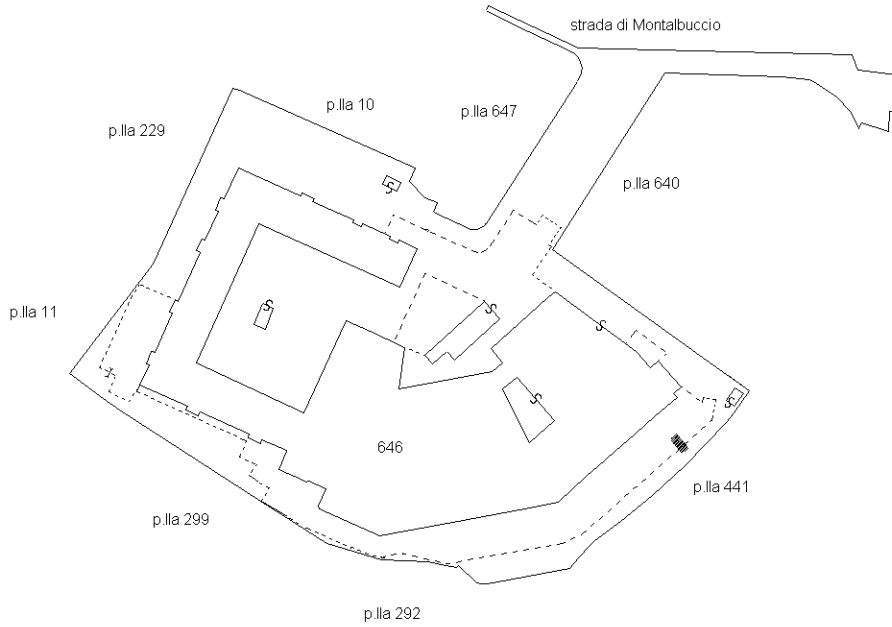 strada di Montalbuccio
p.lla 10
p.lla 647
p.lla 229
p.lla 640
p.lla 11
646
p.lla 441
p.lla 299
p.lla 292